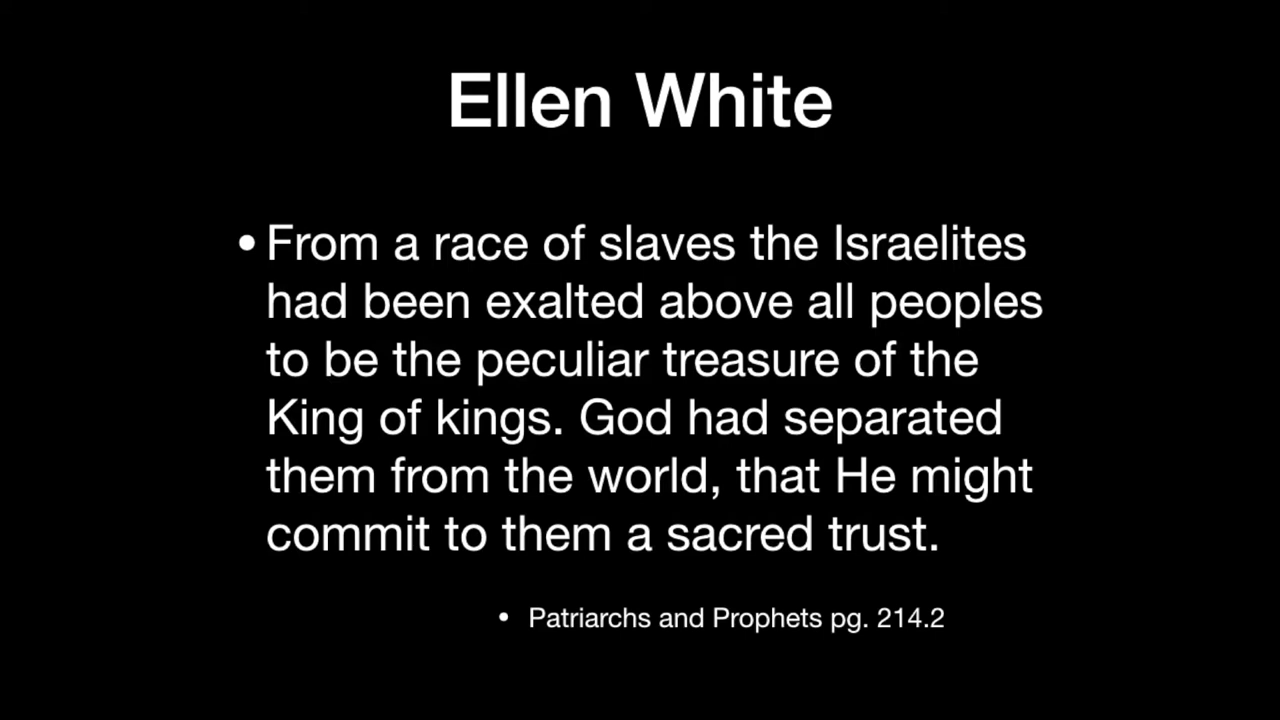 Ellen White
• From a race of slaves the Israelites
had been exalted above all peoples
to be the peculiar treasure of the
King of kings. God had separated
them from the world, that He might
commit to them a sacred trust.
• Patriarchs and Prophets pg. 214.2